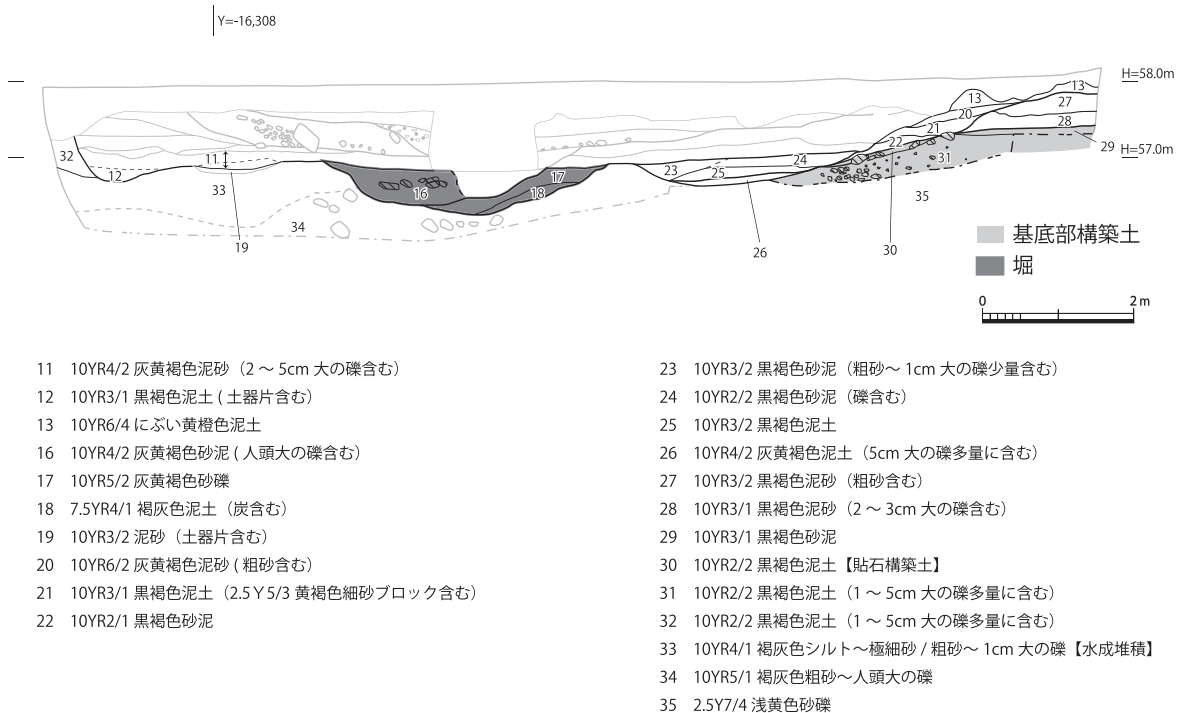 Y=-16,308
H=58.0m
13
13
27
20
28
21
32
11
22
29
H=57.0m
24
31
12
23
25
17
33
16
18
35
34
19
26
30
基底部構築土
堀
0 2 m
11 10YR4/2 灰黄褐色泥砂（2 ～ 5cm 大の礫含む）
12 10YR3/1 黒褐色泥土 ( 土器片含む）
13 10YR6/4 にぶい黄橙色泥土
16 10YR4/2 灰黄褐色砂泥 ( 人頭大の礫含む）
17 10YR5/2 灰黄褐色砂礫
18 7.5YR4/1 褐灰色泥土（炭含む）
19 10YR3/2 泥砂（土器片含む）
20 10YR6/2 灰黄褐色泥砂 ( 粗砂含む）
21 10YR3/1 黒褐色泥土（2.5 Y 5/3 黄褐色細砂ブロック含む）
22 10YR2/1 黒褐色砂泥
23 10YR3/2 黒褐色砂泥（粗砂～ 1cm 大の礫少量含む）
24 10YR2/2 黒褐色砂泥（礫含む）
25 10YR3/2 黒褐色泥土
26 10YR4/2 灰黄褐色泥土（5cm 大の礫多量に含む）
27 10YR3/2 黒褐色泥砂（粗砂含む）
28 10YR3/1 黒褐色泥砂（2 ～ 3cm 大の礫含む）
29 10YR3/1 黒褐色砂泥
30 10YR2/2 黒褐色泥土【貼石構築土】
31 10YR2/2 黒褐色泥土（1 ～ 5cm 大の礫多量に含む）
32 10YR2/2 黒褐色泥土（1 ～ 5cm 大の礫多量に含む）
33 10YR4/1 褐灰色シルト～極細砂 / 粗砂～ 1cm 大の礫【水成堆積】
34 10YR5/1 褐灰色粗砂～人頭大の礫
35 2.5Y7/4 浅黄色砂礫